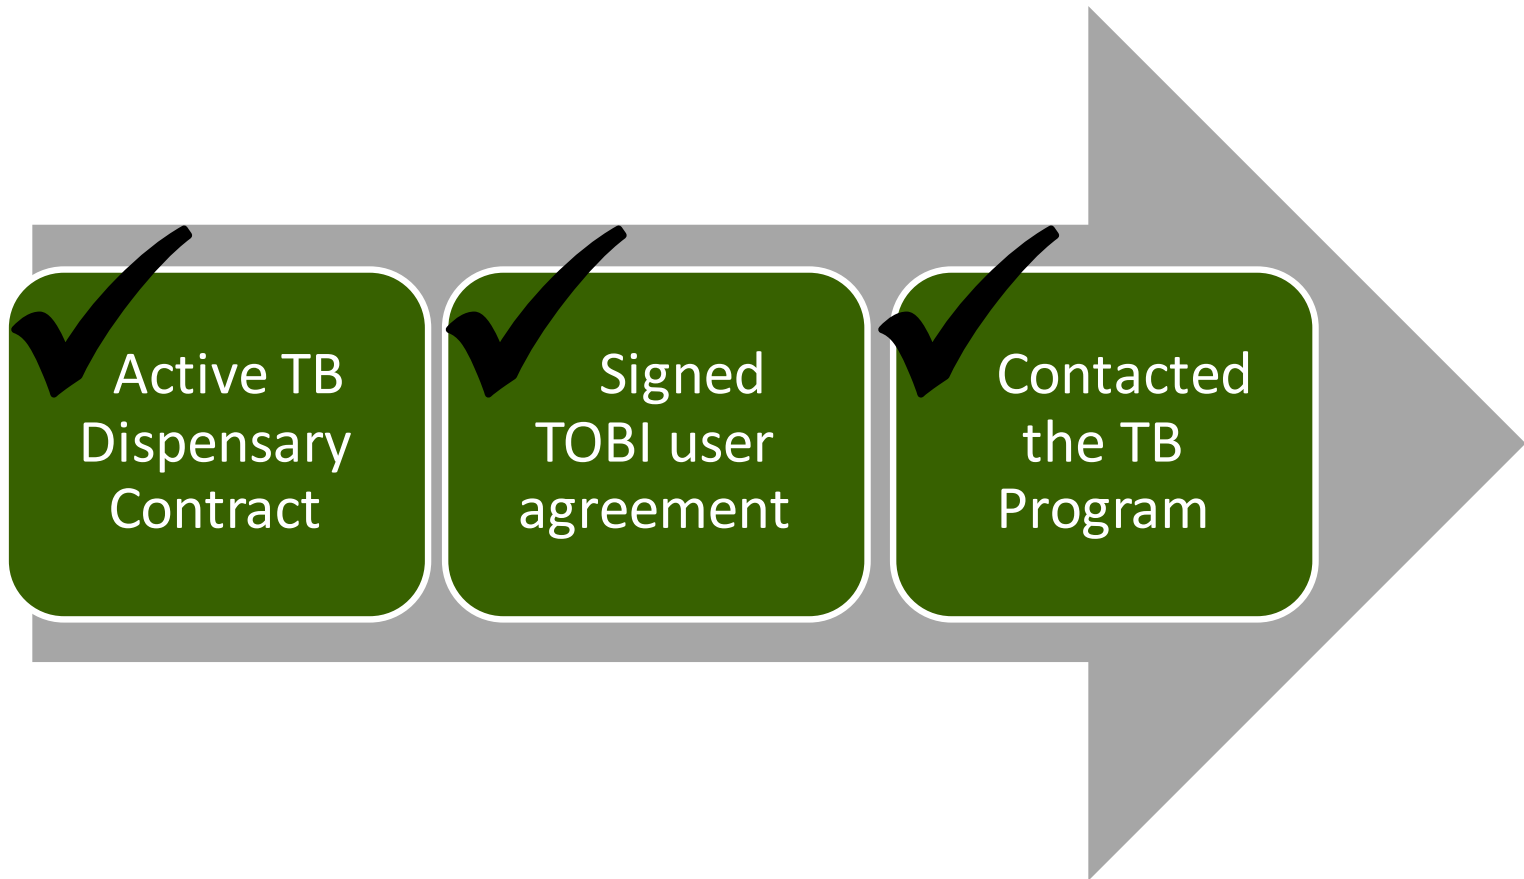 Active TB
Dispensary
Contract
Signed
TOBI user
agreement
Contacted
the TB
Program